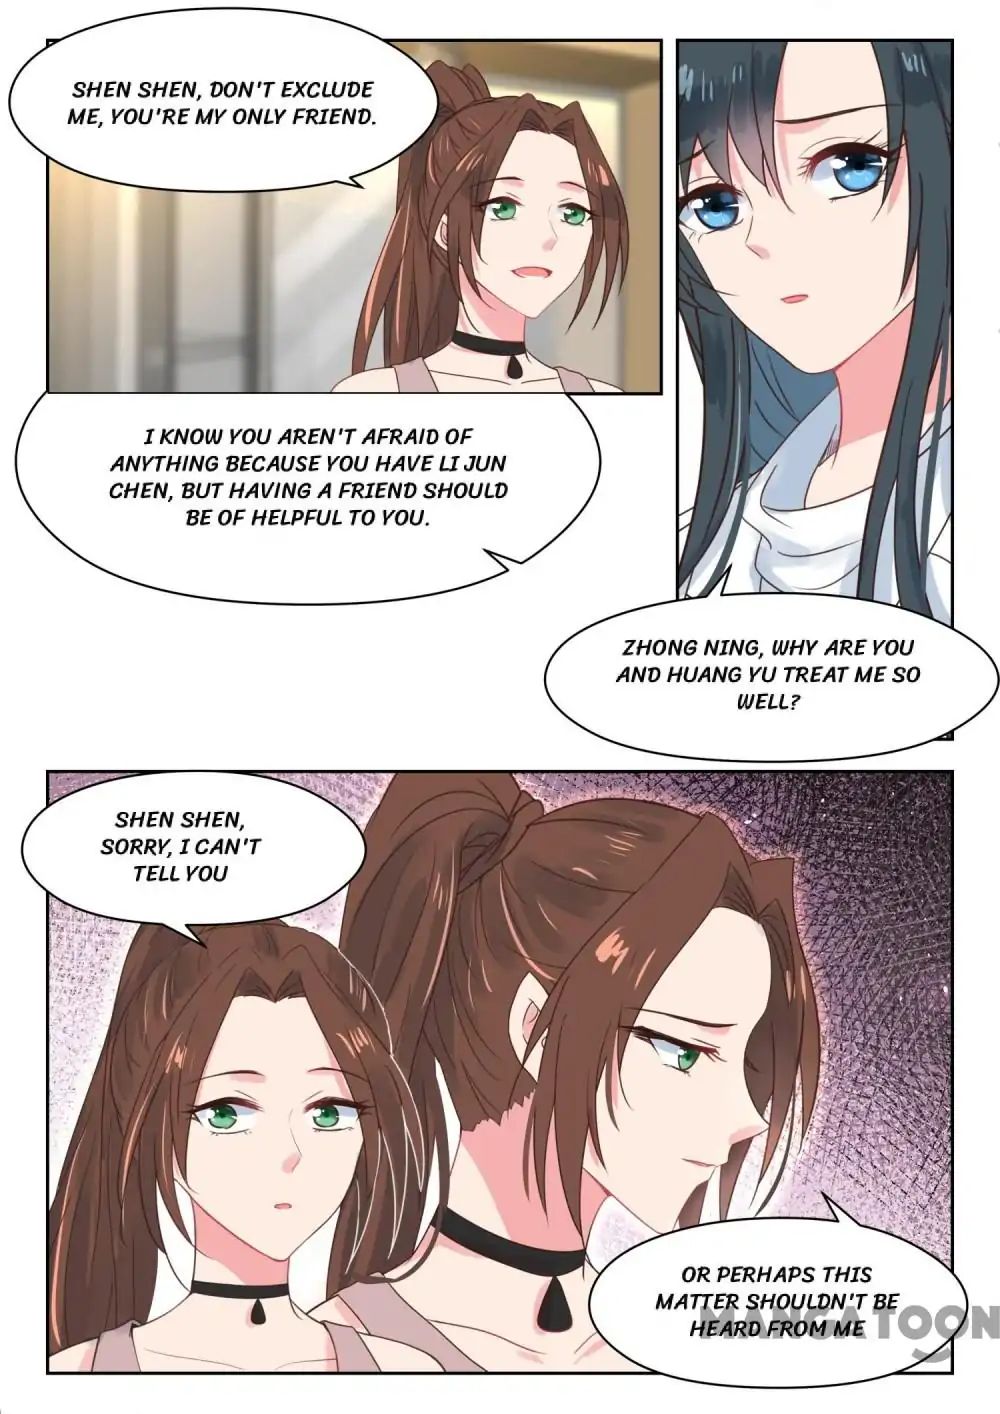 SHEN SHEN, DON'T EXCLUDE
ME, YOU'RE MY ONLY FRIEND.
I KNOW YOU AREN'T AFRAID OF
ANYTHING BECAUSE YOU HAVE LI JUN
CHEN, BUT HAVING A FRIEND SHOULD
BE OF HELPFUL TO YOU.
ZHONG NING, WHY ARE YOU
AND HUANG YU TREAT ME SO
WELL?
SHEN SHEN,
SORRY, I CAN'T
TELL YOU
OR PERHAPS THIS
MATTER SHOULDN'T BE
HEARD FROM ME
MANGATOON